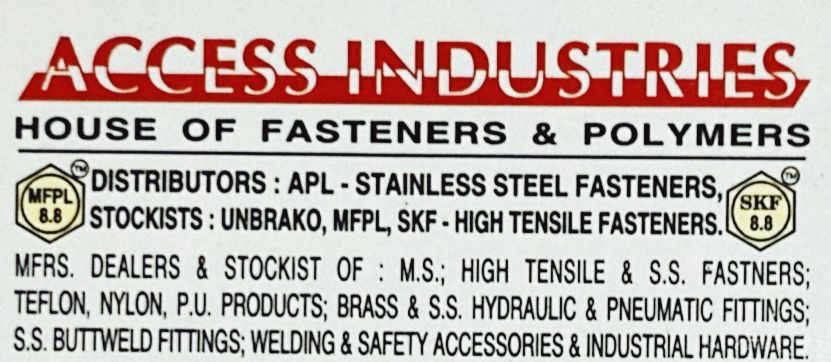 ACCESS INDUSTRIES
HOUSE OF FASTENERS & POLYMERS
MFPL 8.8 ™ DISTRIBUTORS : APL - STAINLESS STEEL FASTENERS, SKF 8.8 ™
STOCKISTS : UNBRAKO, MFPL, SKF - HIGH TENSILE FASTENERS.
MFRS. DEALERS & STOCKIST OF : M.S.; HIGH TENSILE & S.S. FASTNERS;
TEFLON, NYLON, P.U. PRODUCTS; BRASS & S.S. HYDRAULIC & PNEUMATIC FITTINGS;
S.S. BUTTWELD FITTINGS; WELDING & SAFETY ACCESSORIES & INDUSTRIAL HARDWARE.